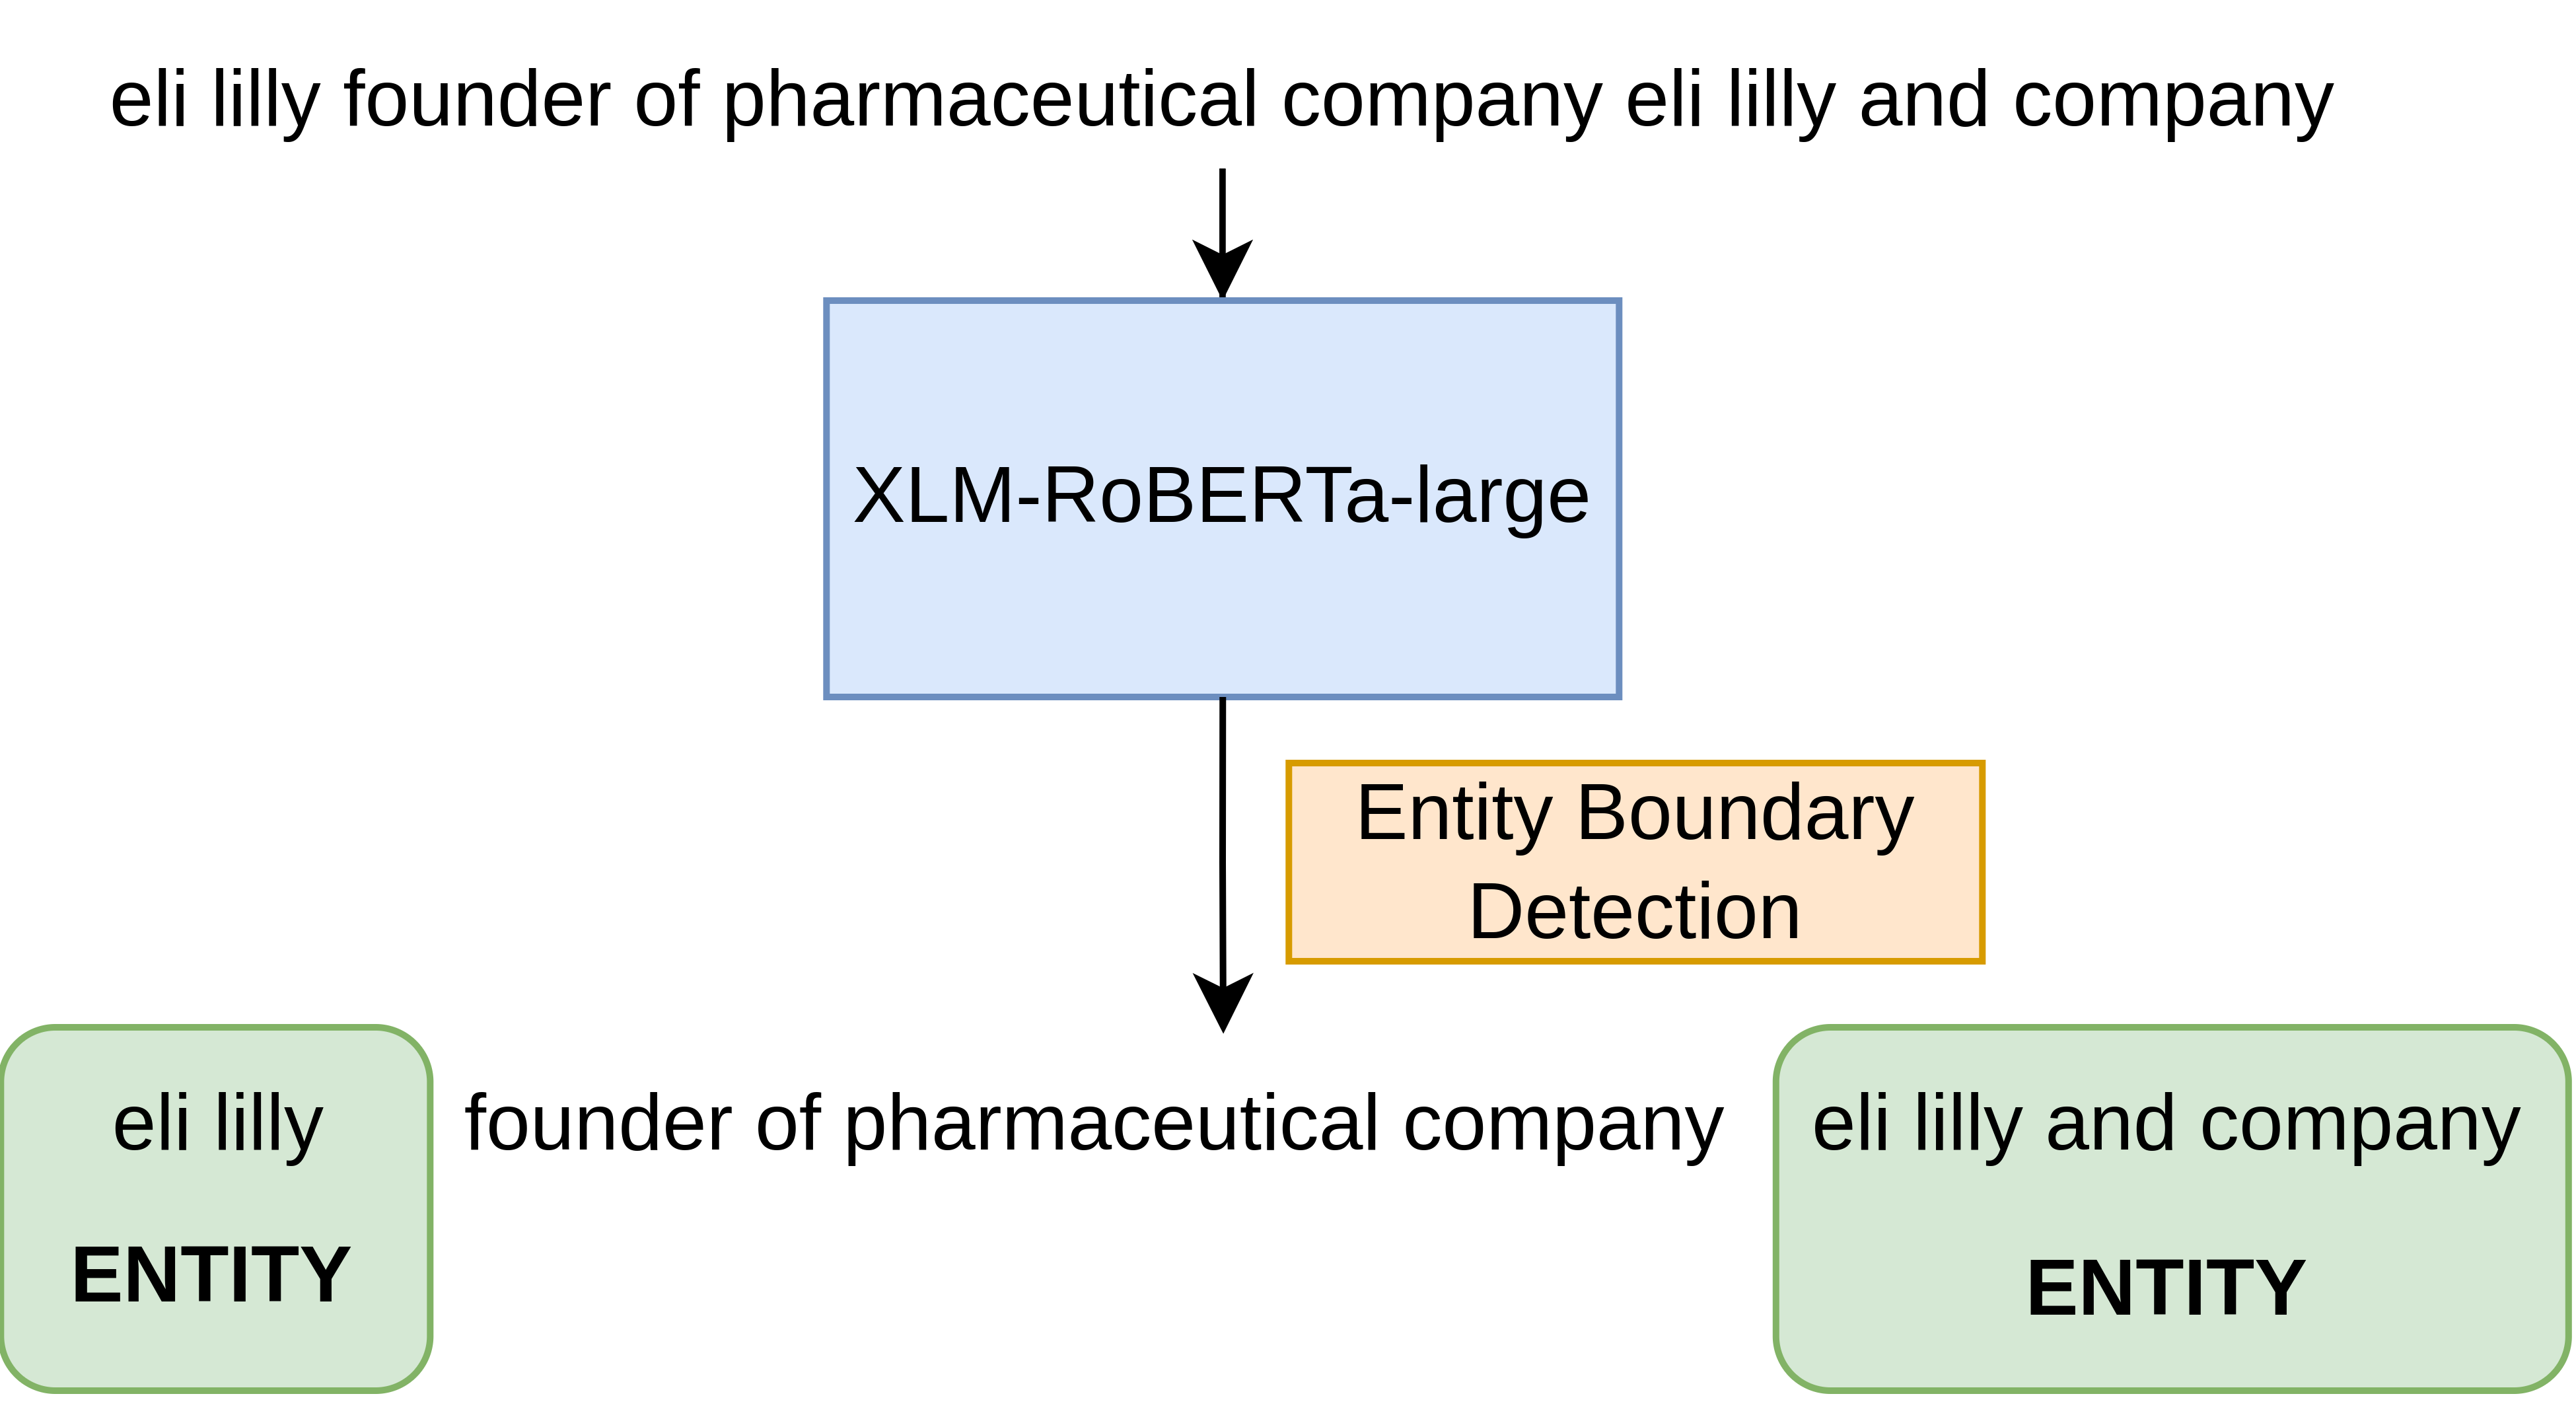 eli lilly founder of pharmaceutical company eli lilly and company
XLM-RoBERTa-large
Entity Boundary
Detection
eli lilly founder of pharmaceutical company eli lilly and company
ENTITY ENTITY